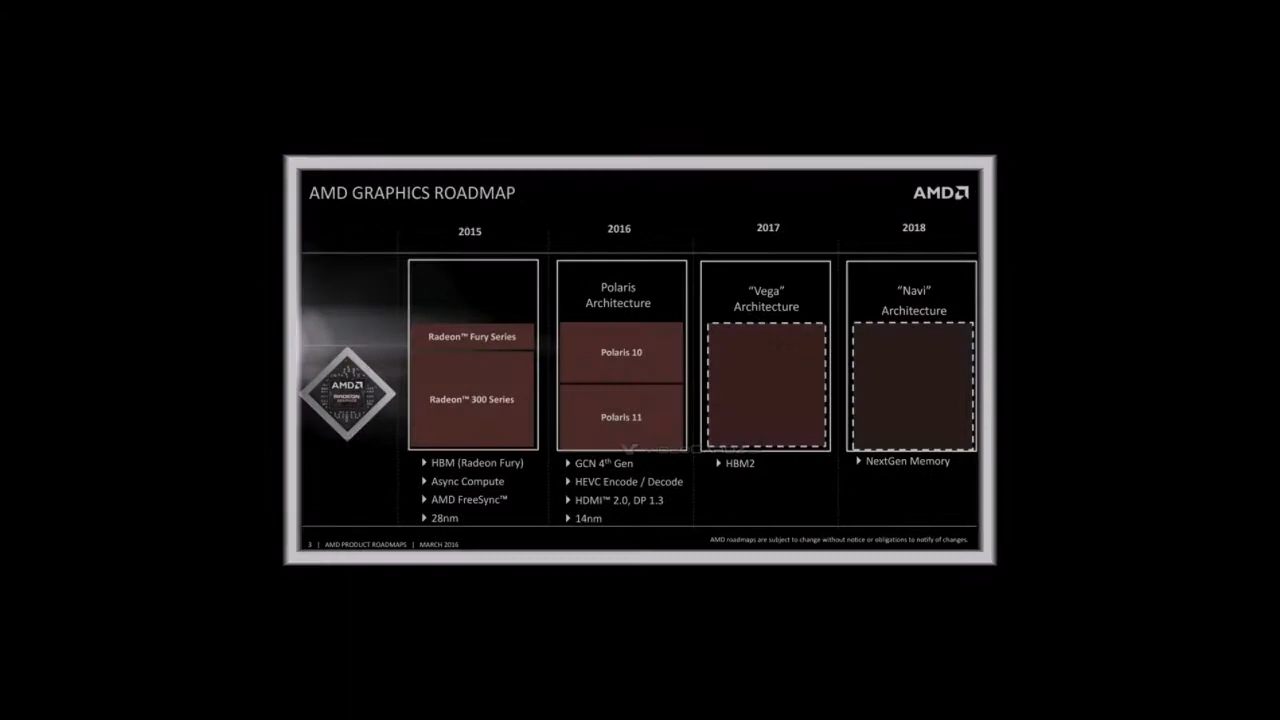 AMD GRAPHICS ROADMAP
AMD
2015
2016
2017
2018
Polaris
Architecture
"Vega"
Architecture
"Navi"
Architecture
Radeon™ Fury Series
Radeon™ 300 Series
Polaris 10
Polaris 11
AMD
RADEON
GRAPHICS
HBM (Radeon Fury)
Async Compute
AMD FreeSync™
28nm
GCN 4th Gen
HEVC Encode / Decode
HDMI™ 2.0, DP 1.3
14nm
HBM2
NextGen Memory
3 | AMD PRODUCT ROADMAPS | MARCH 2016
AMD roadmaps are subject to change without notice or obligations to notify of changes.